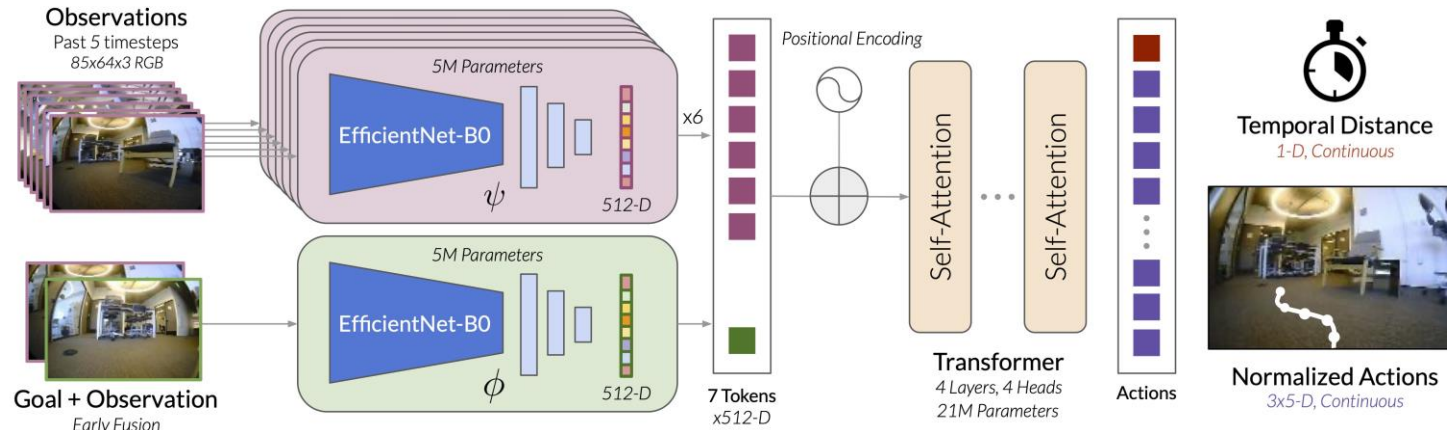 Observations
Past 5 timesteps
85x64x3 RGB
5M Parameters
EfficientNet-B0
ψ
512-D
x6
Goal + Observation
Early Fusion
5M Parameters
EfficientNet-B0
ϕ
512-D
7 Tokens
x512-D
Positional Encoding
Self-Attention
Self-Attention
Transformer
4 Layers, 4 Heads
21M Parameters
Actions
Temporal Distance
1-D, Continuous
Normalized Actions
3x5-D, Continuous